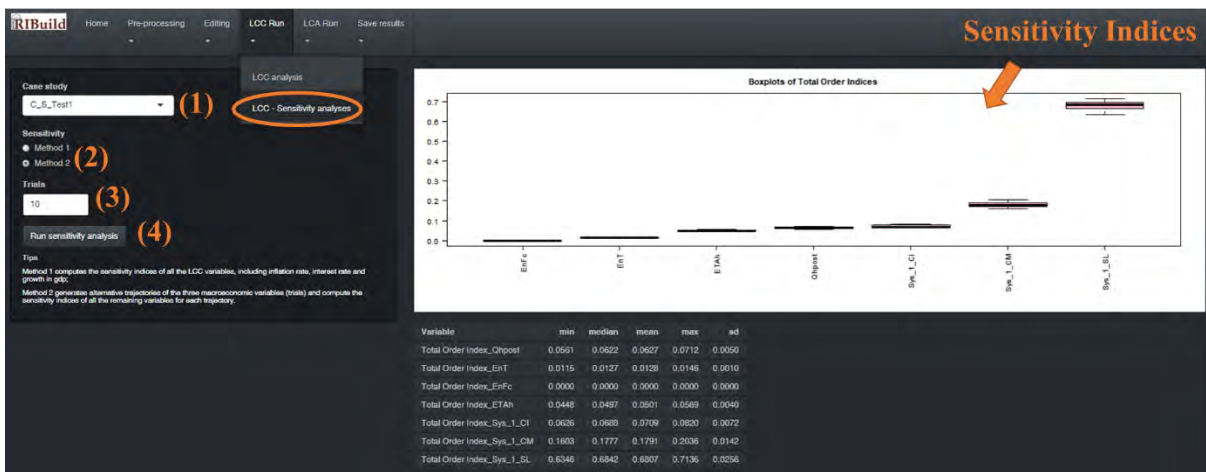 RIBuild
Home
Pre-processing
Editing
LCC Run
LCA Run
Save results
Sensitivity Indices
LCC analysis
LCC - Sensitivity analyses
Case study
C_S_Test1
(1)
Sensitivity
Method 1
Method 2
(2)
Trials
10
(3)
Run sensitivity analysis
(4)
Tips
Method 1 computes the sensitivity indices of all the LCC variables, including inflation rate, interest rate and
growth in gdp;
Method 2 generates alternative trajectories of the three macroeconomic variables (trials) and compute the
sensitivity indices of all the remaining variables for each trajectory.
Boxplots of Total Order Indices
0.7
0.6
0.5
0.4
0.3
0.2
0.1
0.0
EnFc
EnT
ETAh
Qhpost
Sys_1_CI
Sys_1_CM
Sys_1_SL
Variable min median mean max sd
Total Order Index_Qhpost 0.0561 0.0622 0.0627 0.0712 0.0050
Total Order Index_EnT 0.0115 0.0127 0.0128 0.0146 0.0010
Total Order Index_EnFc 0.0000 0.0000 0.0000 0.0000 0.0000
Total Order Index_ETAh 0.0448 0.0497 0.0501 0.0569 0.0040
Total Order Index_Sys_1_CI 0.0626 0.0688 0.0709 0.0820 0.0072
Total Order Index_Sys_1_CM 0.1603 0.1777 0.1791 0.2036 0.0142
Total Order Index_Sys_1_SL 0.6346 0.6842 0.6807 0.7136 0.0256